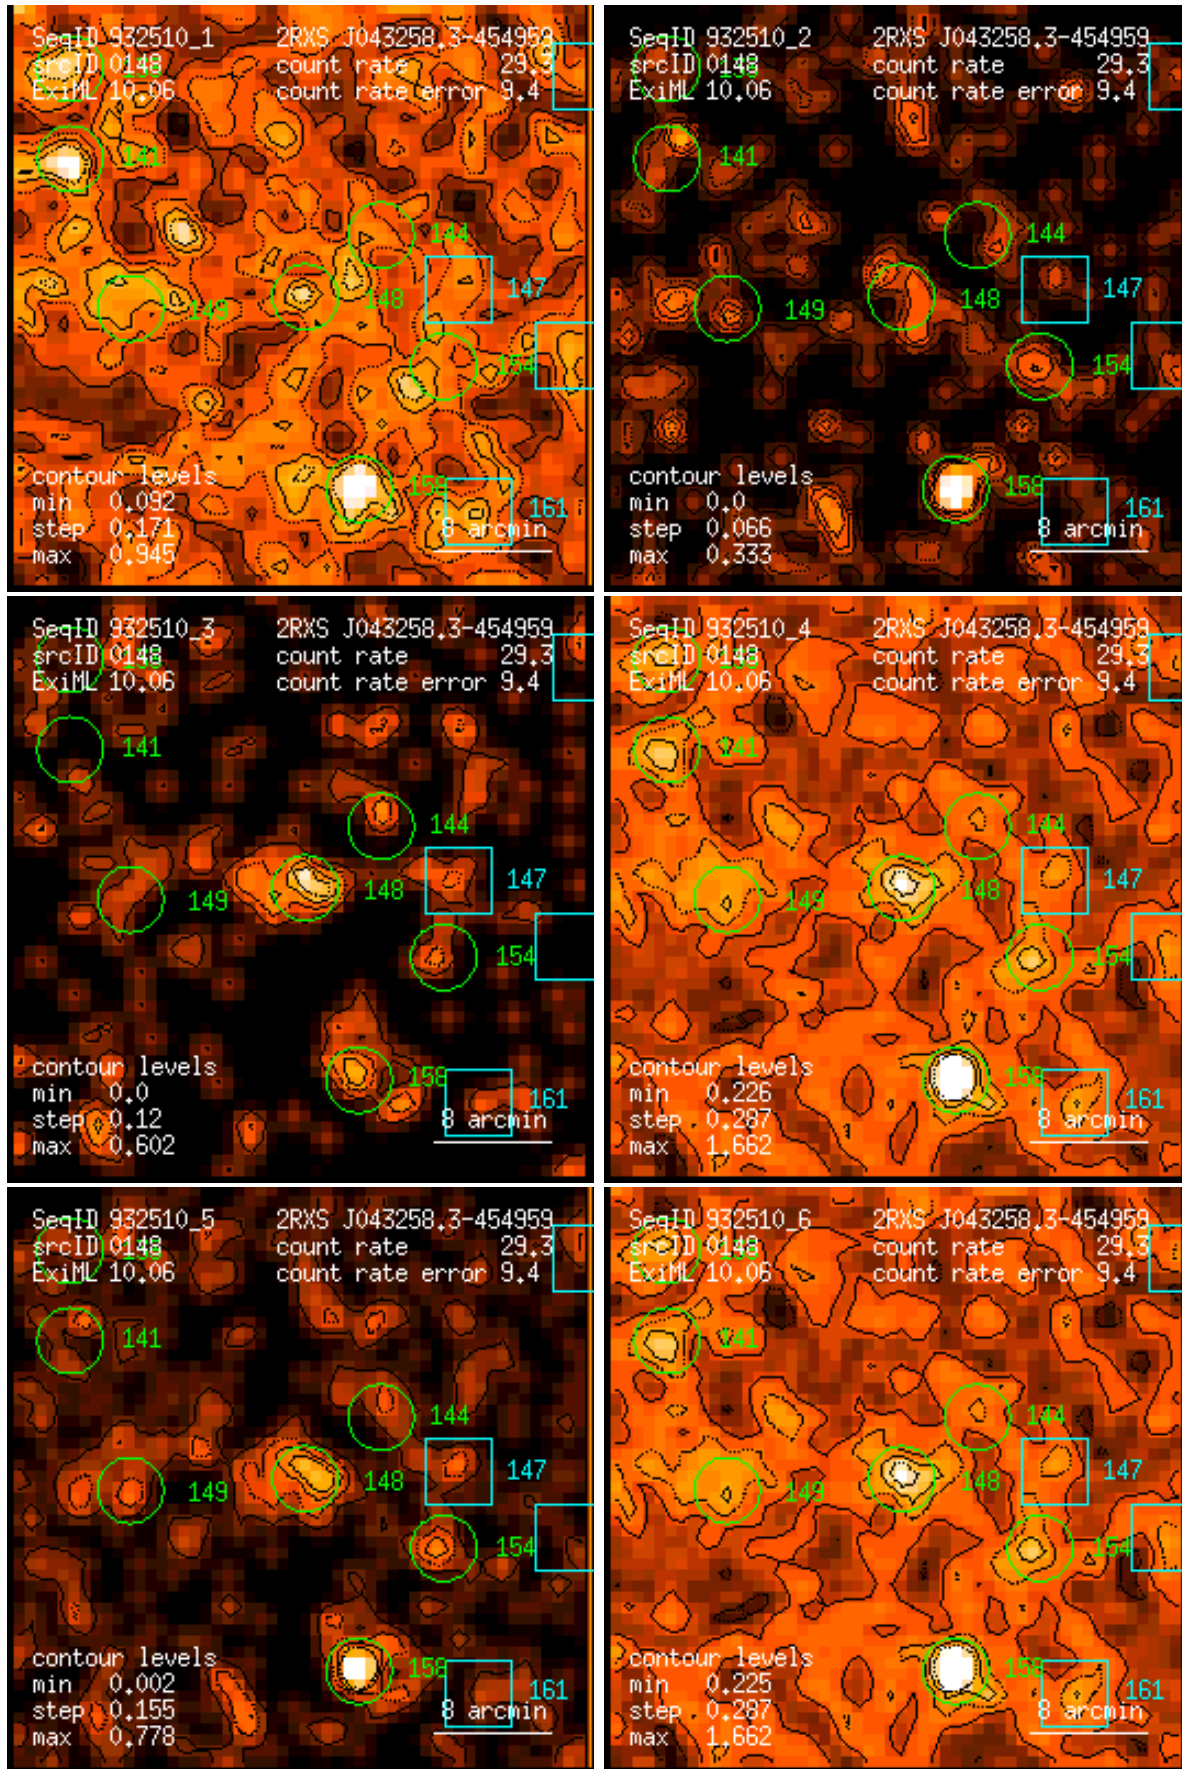 SeqID 932510_1 2RXS J043258.3-454959
srcID 0148 count rate 29.3
ExiML 10.06 count rate error 9.4
141
144
147
149
148
154
158
161
contour levels
min 0.092
step 0.171
max 0.945
8 arcmin
SeqID 932510_2 2RXS J043258.3-454959
srcID 0148 count rate 29.3
ExiML 10.06 count rate error 9.4
141
144
147
149
148
154
158
161
contour levels
min 0.0
step 0.066
max 0.333
8 arcmin
SeqID 932510_3 2RXS J043258.3-454959
srcID 0148 count rate 29.3
ExiML 10.06 count rate error 9.4
141
144
147
149
148
154
158
161
contour levels
min 0.0
step 0.12
max 0.602
8 arcmin
SeqID 932510_4 2RXS J043258.3-454959
srcID 0148 count rate 29.3
ExiML 10.06 count rate error 9.4
141
144
147
149
148
154
158
161
contour levels
min 0.226
step 0.287
max 1.662
8 arcmin
SeqID 932510_5 2RXS J043258.3-454959
srcID 0148 count rate 29.3
ExiML 10.06 count rate error 9.4
141
144
147
149
148
154
158
161
contour levels
min 0.002
step 0.155
max 0.778
8 arcmin
SeqID 932510_6 2RXS J043258.3-454959
srcID 0148 count rate 29.3
ExiML 10.06 count rate error 9.4
141
144
147
149
148
154
158
161
contour levels
min 0.225
step 0.287
max 1.662
8 arcmin